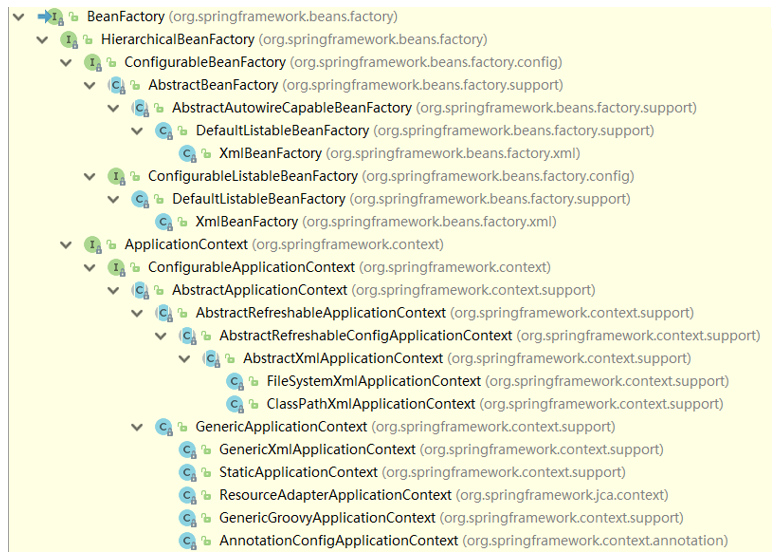 BeanFactory (org.springframework.beans.factory)
HierarchicalBeanFactory (org.springframework.beans.factory)
ConfigurableBeanFactory (org.springframework.beans.factory.config)
AbstractBeanFactory (org.springframework.beans.factory.support)
AbstractAutowireCapableBeanFactory (org.springframework.beans.factory.support)
DefaultListableBeanFactory (org.springframework.beans.factory.support)
XmlBeanFactory (org.springframework.beans.factory.xml)
ConfigurableListableBeanFactory (org.springframework.beans.factory.config)
DefaultListableBeanFactory (org.springframework.beans.factory.support)
XmlBeanFactory (org.springframework.beans.factory.xml)
ApplicationContext (org.springframework.context)
ConfigurableApplicationContext (org.springframework.context)
AbstractApplicationContext (org.springframework.context.support)
AbstractRefreshableApplicationContext (org.springframework.context.support)
AbstractRefreshableConfigApplicationContext (org.springframework.context.support)
AbstractXmlApplicationContext (org.springframework.context.support)
FileSystemXmlApplicationContext (org.springframework.context.support)
ClassPathXmlApplicationContext (org.springframework.context.support)
GenericApplicationContext (org.springframework.context.support)
GenericXmlApplicationContext (org.springframework.context.support)
StaticApplicationContext (org.springframework.context.support)
ResourceAdapterApplicationContext (org.springframework.jca.context)
GenericGroovyApplicationContext (org.springframework.context.support)
AnnotationConfigApplicationContext (org.springframework.context.annotation)